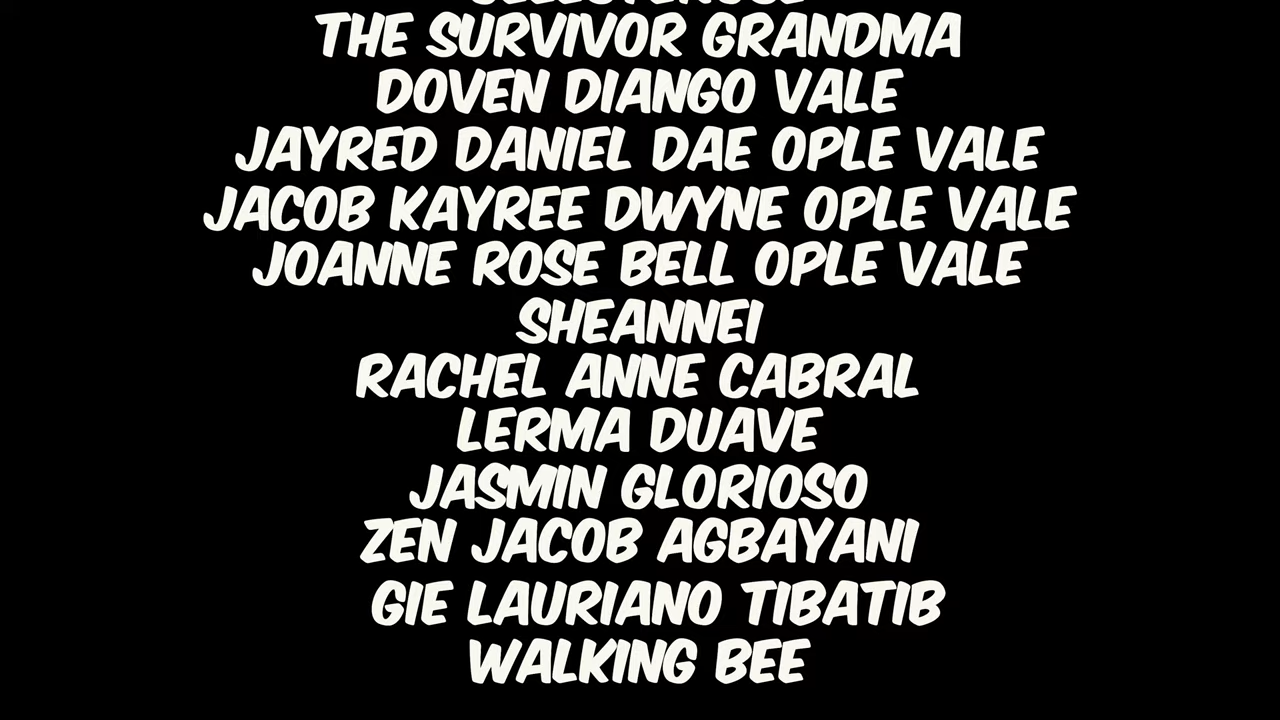 THE SURVIVOR GRANDMA
DOVEN DIANGO VALE
JAYRED DANIEL DAE OPLE VALE
JACOB KAYREE DWYNE OPLE VALE
JOANNE ROSE BELL OPLE VALE
SHEANNEI
RACHEL ANNE CABRAL
LERMA DUAVE
JASMIN GLORIOSO
ZEN JACOB AGBAYANI
GIE LAURIANO TIBATIB
WALKING BEE